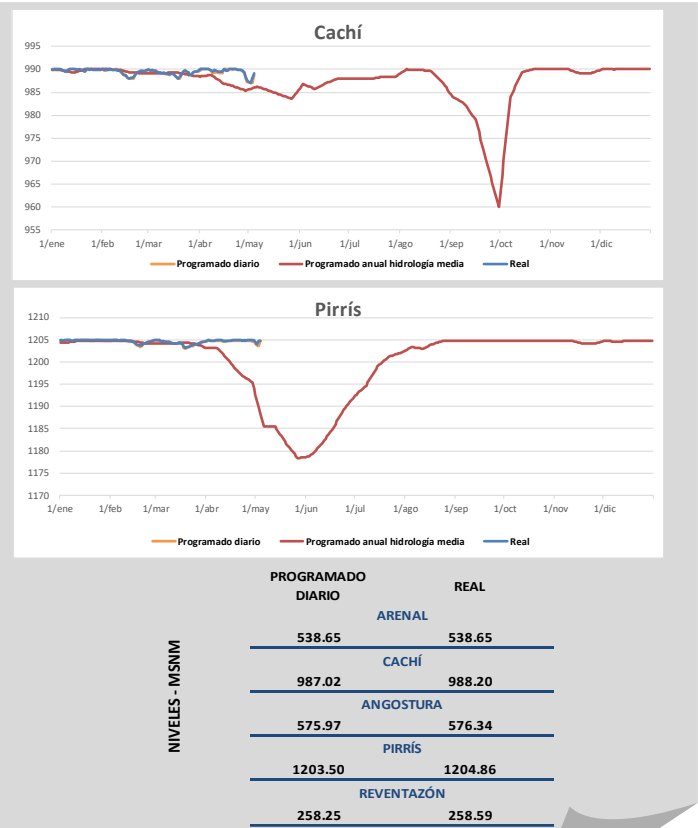 Cachí
995
990
985
980
975
970
965
960
955
1/ene 1/feb 1/mar 1/abr 1/may 1/jun 1/jul 1/ago 1/sep 1/oct 1/nov 1/dic
Programado diario Programado anual hidrología media Real
Pirrís
1210
1205
1200
1195
1190
1185
1180
1175
1170
1/ene 1/feb 1/mar 1/abr 1/may 1/jun 1/jul 1/ago 1/sep 1/oct 1/nov 1/dic
Programado diario Programado anual hidrología media Real
NIVELES - MSNM
PROGRAMADO
DIARIO
REAL
ARENAL
538.65 538.65
CACHÍ
987.02 988.20
ANGOSTURA
575.97 576.34
PIRRÍS
1203.50 1204.86
REVENTAZÓN
258.25 258.59